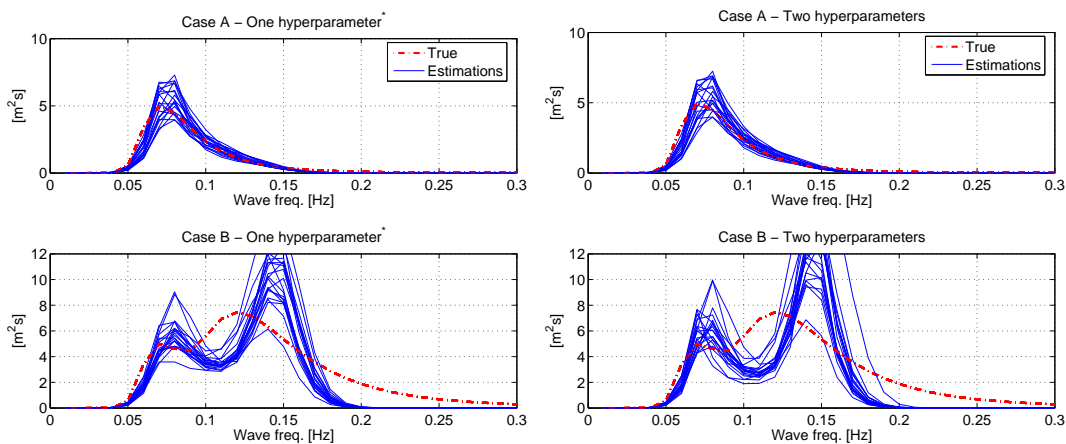 Case A − One hyperparameter*
[m²s]
10
5
0
0 0.05 0.1 0.15 0.2 0.25 0.3
Wave freq. [Hz]
True
Estimations
Case A − Two hyperparameters
[m²s]
10
5
0
0 0.05 0.1 0.15 0.2 0.25 0.3
Wave freq. [Hz]
True
Estimations
Case B − One hyperparameter*
[m²s]
12
10
8
6
4
2
0
0 0.05 0.1 0.15 0.2 0.25 0.3
Wave freq. [Hz]
Case B − Two hyperparameters
[m²s]
12
10
8
6
4
2
0
0 0.05 0.1 0.15 0.2 0.25 0.3
Wave freq. [Hz]